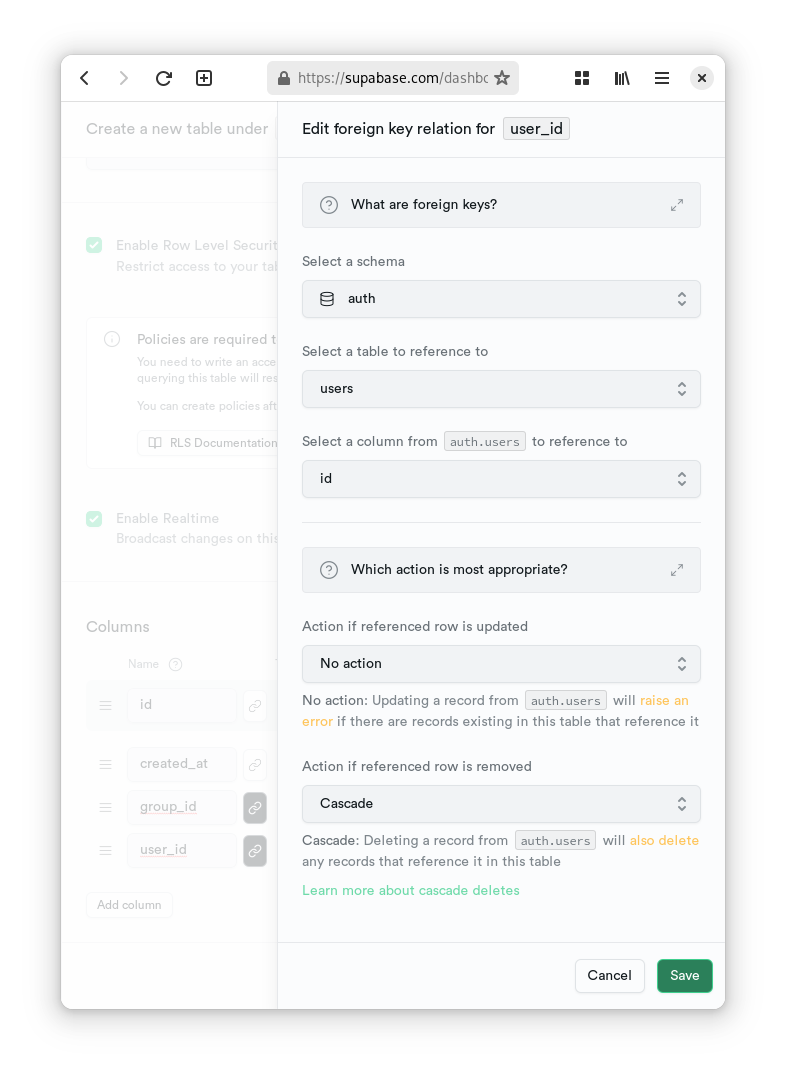 https://supabase.com/dashbo
Create a new table under
Edit foreign key relation for user_id
What are foreign keys?
Enable Row Level Securit
Restrict access to your tab
Select a schema
auth
Policies are required t
You need to write an acce
querying this table will res
You can create policies aft
RLS Documentation
Select a table to reference to
users
Select a column from auth.users to reference to
id
Enable Realtime
Broadcast changes on this
Which action is most appropriate?
Columns
Name
id
created_at
group_id
user_id
Add column
Action if referenced row is updated
No action
No action: Updating a record from auth.users will raise an
error if there are records existing in this table that reference it
Action if referenced row is removed
Cascade
Cascade: Deleting a record from auth.users will also delete
any records that reference it in this table
Learn more about cascade deletes
Cancel
Save